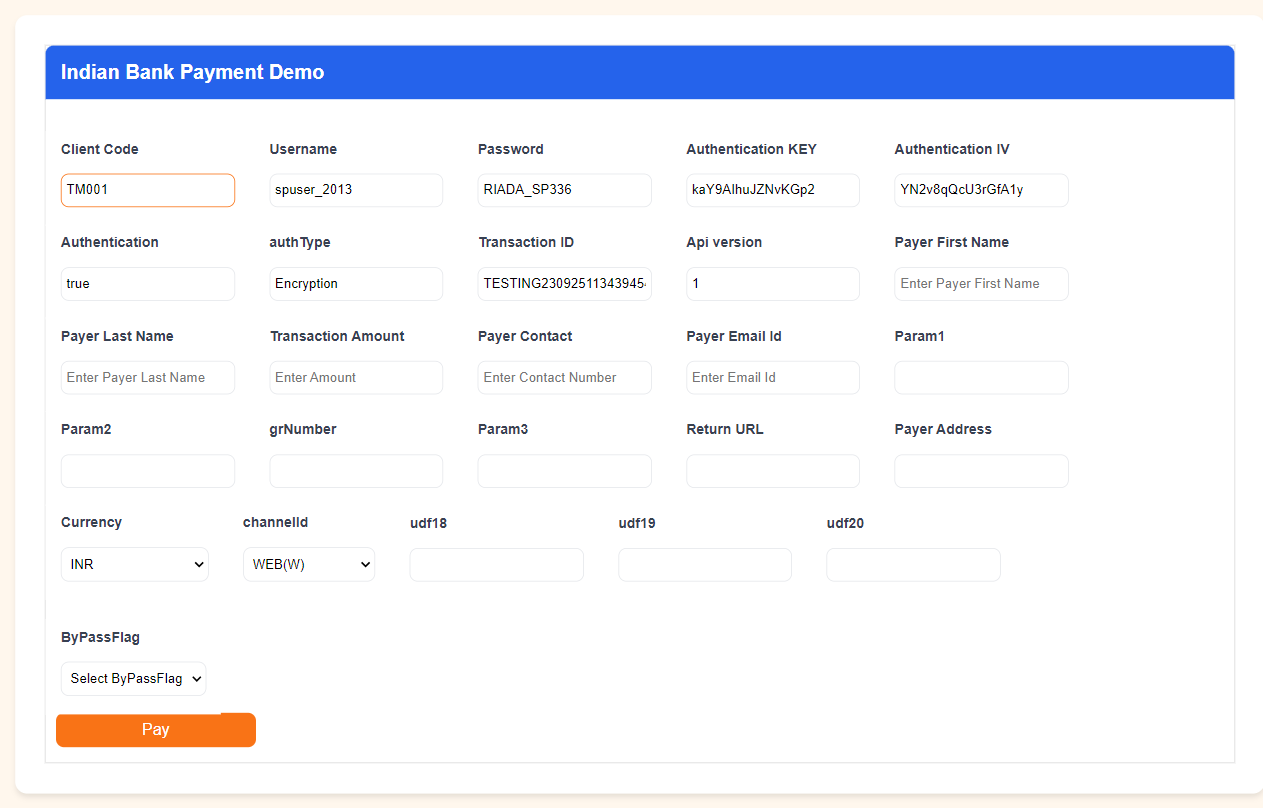 Indian Bank Payment Demo
Client Code Username Password Authentication KEY Authentication IV
TM001 spuser_2013 RIADA_SP336 kaY9AlhuJZNvKGp2 YN2v8qQcU3rGfA1y
Authentication authType Transaction ID Api version Payer First Name
true Encryption TESTING230925113439454 1 Enter Payer First Name
Payer Last Name Transaction Amount Payer Contact Payer Email Id Param1
Enter Payer Last Name Enter Amount Enter Contact Number Enter Email Id
Param2 grNumber Param3 Return URL Payer Address
Currency channelId udf18 udf19 udf20
INR WEB(W)
ByPassFlag
Select ByPassFlag
Pay